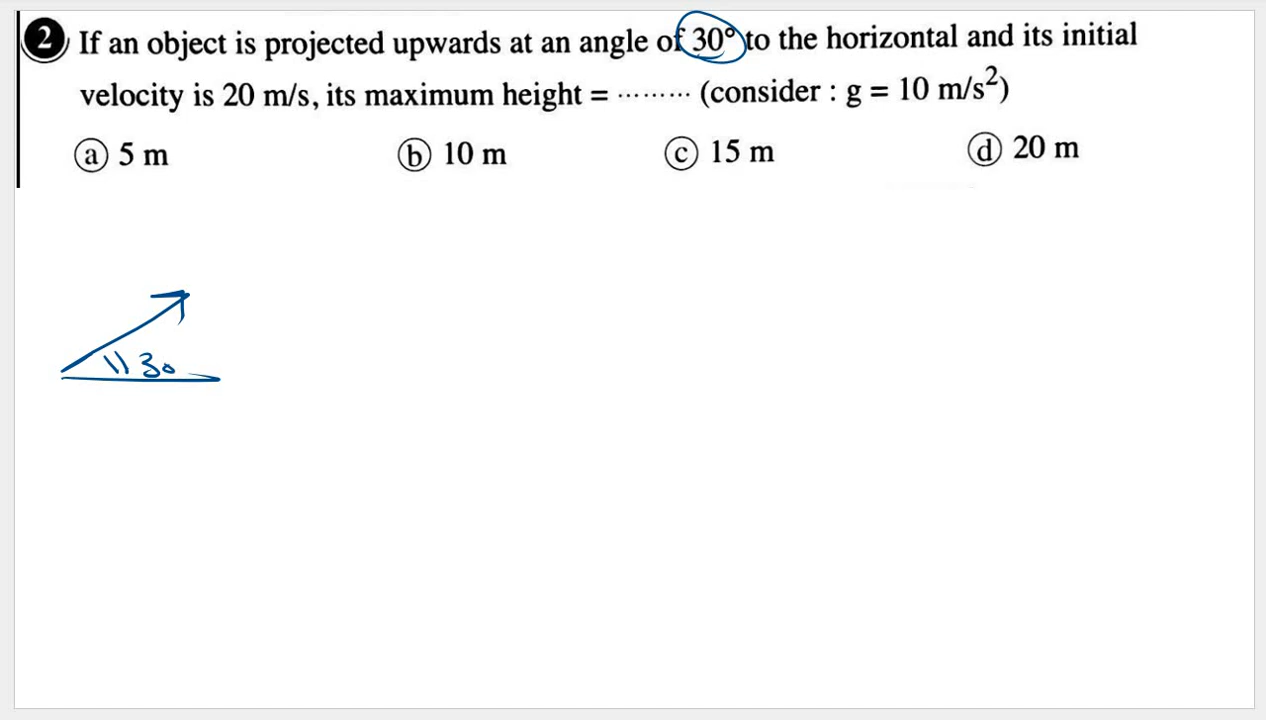 2 If an object is projected upwards at an angle of 30° to the horizontal and its initial
velocity is 20 m/s, its maximum height = ········· (consider : g = 10 m/s²)
ⓐ 5 m ⓑ 10 m ⓒ 15 m ⓓ 20 m
30